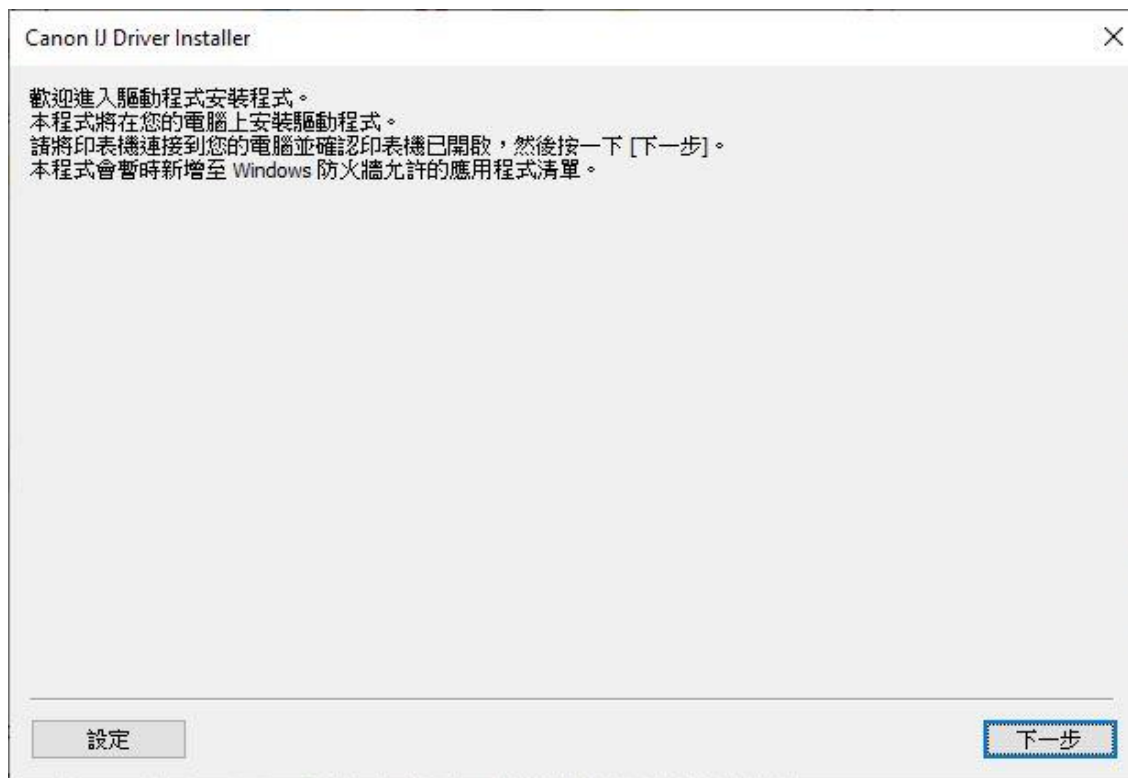 Canon IJ Driver Installer
歡迎進入驅動程式安裝程式。
本程式將在您的電腦上安裝驅動程式。
請將印表機連接到您的電腦並確認印表機已開啟，然後按一下 [下一步]。
本程式會暫時新增至 Windows 防火牆允許的應用程式清單。
設定
下一步